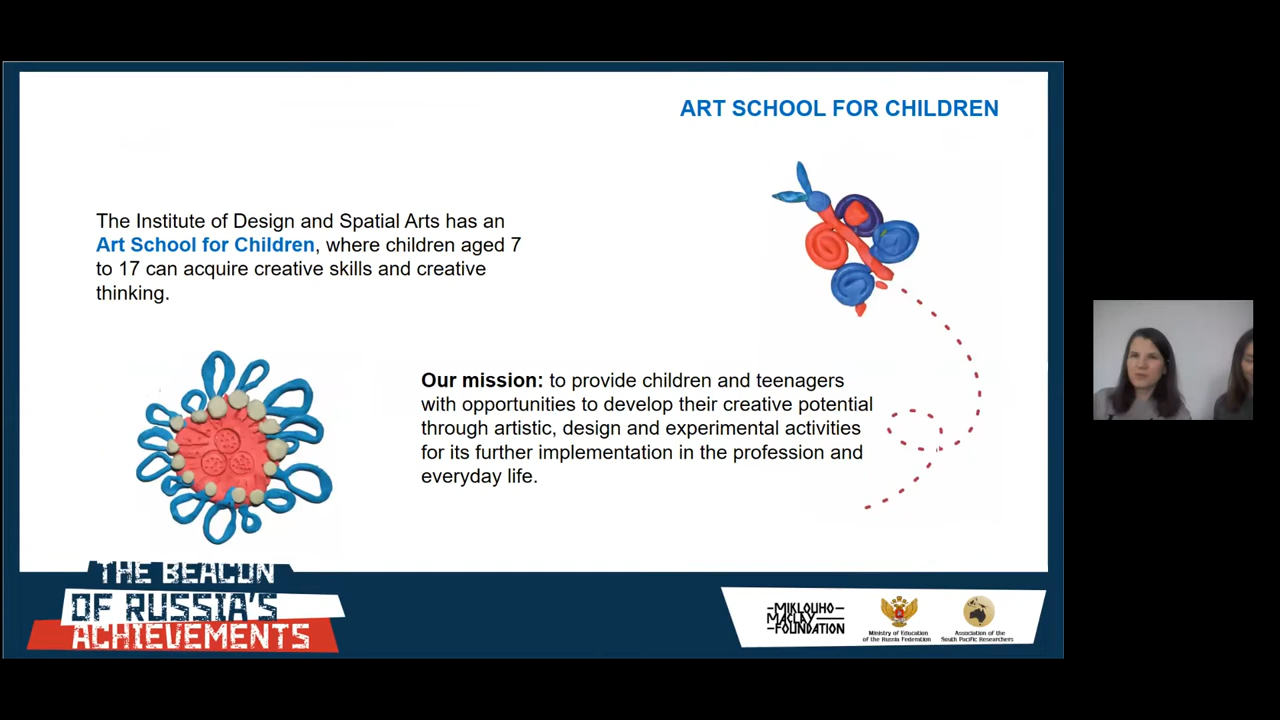 ART SCHOOL FOR CHILDREN
The Institute of Design and Spatial Arts has an
Art School for Children, where children aged 7
to 17 can acquire creative skills and creative
thinking.
Our mission: to provide children and teenagers
with opportunities to develop their creative potential
through artistic, design and experimental activities
for its further implementation in the profession and
everyday life.
THE BEACON
OF RUSSIA'S
ACHIEVEMENTS
MIKLOUHO
MACLAY
FOUNDATION
Ministry of Education
of the Russia Federation
Association of the
South Pacific Researchers